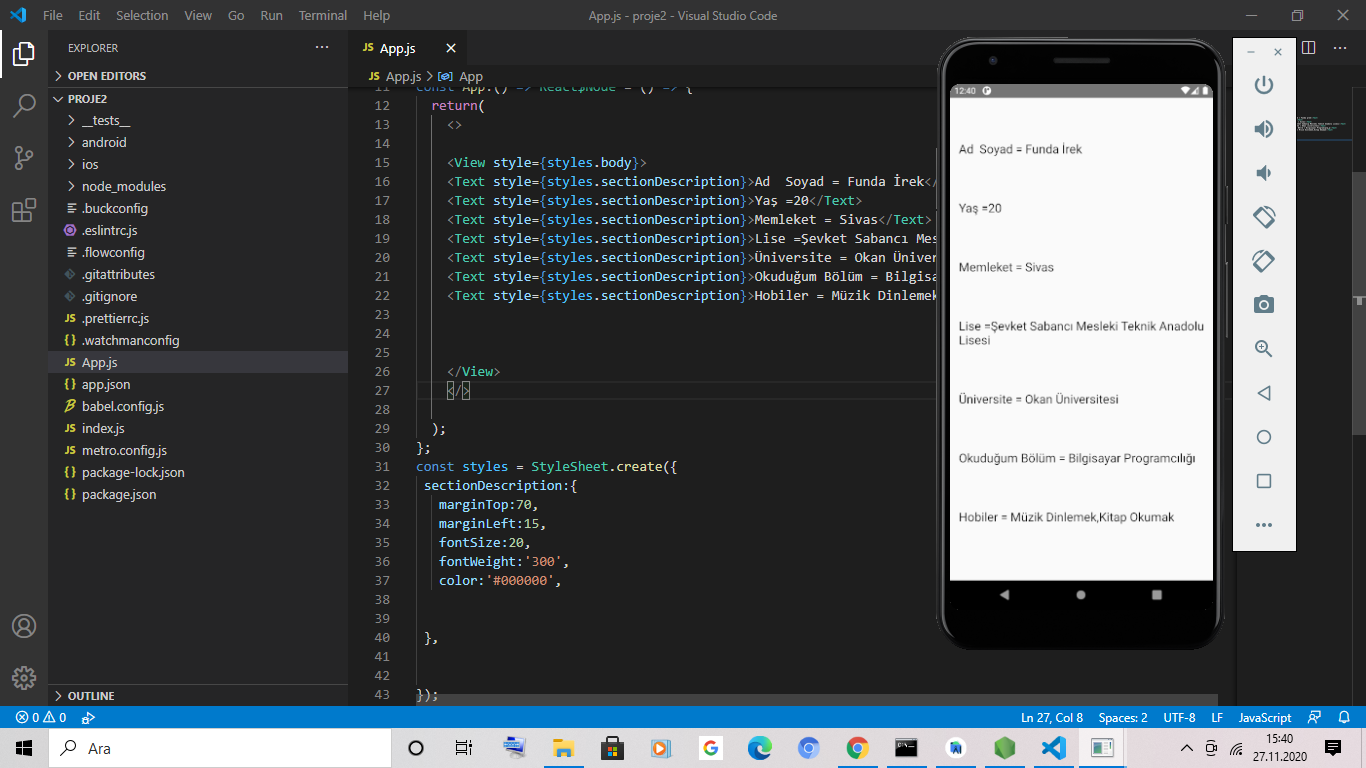 File Edit Selection View Go Run Terminal Help
App.js - proje2 - Visual Studio Code
EXPLORER
OPEN EDITORS
PROJE2
__tests__
android
ios
node_modules
.buckconfig
.eslintrc.js
.flowconfig
.gitattributes
.gitignore
JS .prettierrc.js
{} .watchmanconfig
JS App.js
{} app.json
babel.config.js
JS index.js
JS metro.config.js
{} package-lock.json
{} package.json
OUTLINE
JS App.js
JS App.js > App
11 const App:() => React$Node = () => {
12 return(
13 <>
14
15 <View style={styles.body}>
16 <Text style={styles.sectionDescription}>Ad  Soyad = Funda İrek</
17 <Text style={styles.sectionDescription}>Yaş =20</Text>
18 <Text style={styles.sectionDescription}>Memleket = Sivas</Text>
19 <Text style={styles.sectionDescription}>Lise =Şevket Sabancı Mes
20 <Text style={styles.sectionDescription}>Üniversite = Okan Üniver
21 <Text style={styles.sectionDescription}>Okuduğum Bölüm = Bilgisa
22 <Text style={styles.sectionDescription}>Hobiler = Müzik Dinlemek
23
24
25
26 </View>
27 </>
28
29 );
30 };
31 const styles = StyleSheet.create({
32 sectionDescription:{
33 marginTop:70,
34 marginLeft:15,
35 fontSize:20,
36 fontWeight:'300',
37 color:'#000000',
38
39
40 },
41
42
43 });
12:40
Ad  Soyad = Funda İrek
Yaş =20
Memleket = Sivas
Lise =Şevket Sabancı Mesleki Teknik Anadolu
Lisesi
Üniversite = Okan Üniversitesi
Okuduğum Bölüm = Bilgisayar Programcılığı
Hobiler = Müzik Dinlemek,Kitap Okumak
0 0
Ln 27, Col 8 Spaces: 2 UTF-8 LF JavaScript
Ara
15:40
27.11.2020